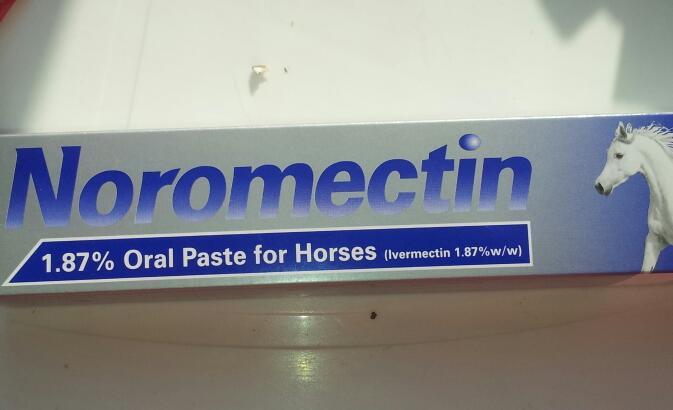 Noromectin
1.87% Oral Paste for Horses (Ivermectin 1.87%w/w)